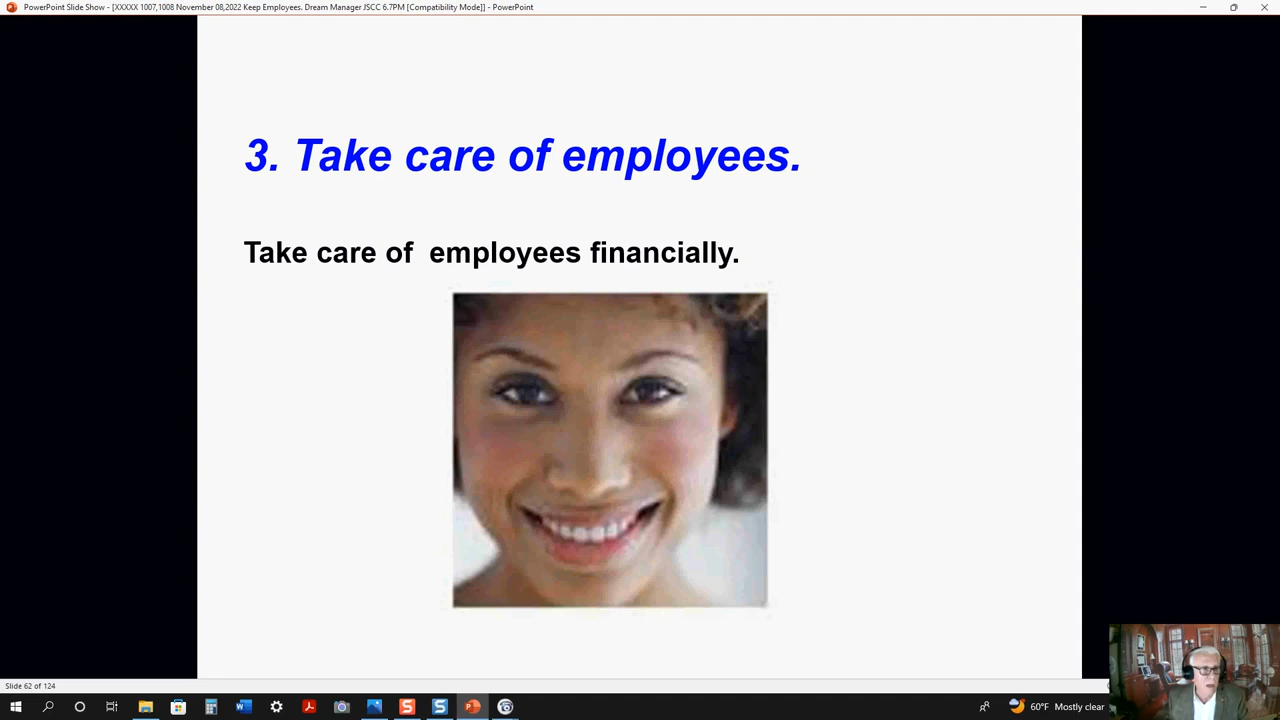 PowerPoint Slide Show - [XXXXX 1007,1008 November 08,2022 Keep Employees. Dream Manager JSCC 6.7PM [Compatibility Mode]] - PowerPoint
3. Take care of employees.
Take care of  employees financially.
Slide 62 of 124
60°F Mostly clear